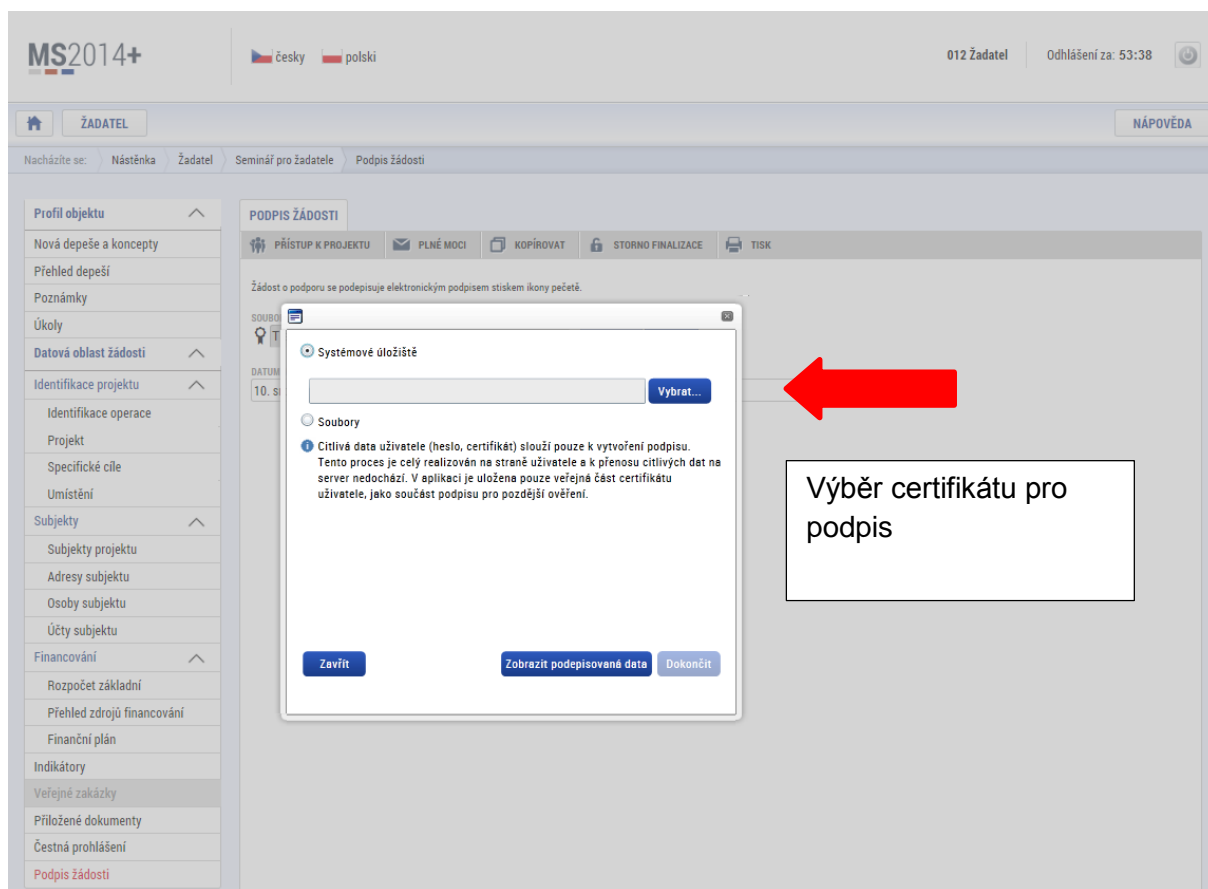 MS2014+
česky polski
012 Žadatel Odhlášení za: 53:38
ŽADATEL
NÁPOVĚDA
Nacházíte se: Nástěnka Žadatel Seminář pro žadatele Podpis žádosti
Profil objektu
Nová depeše a koncepty
Přehled depeší
Poznámky
Úkoly
Datová oblast žádosti
Identifikace projektu
Identifikace operace
Projekt
Specifické cíle
Umístění
Subjekty
Subjekty projektu
Adresy subjektu
Osoby subjektu
Účty subjektu
Financování
Rozpočet základní
Přehled zdrojů financování
Finanční plán
Indikátory
Veřejné zakázky
Přiložené dokumenty
Čestná prohlášení
Podpis žádosti
PODPIS ŽÁDOSTI
PŘÍSTUP K PROJEKTU PLNÉ MOCI KOPÍROVAT STORNO FINALIZACE TISK
Žádost o podporu se podepisuje elektronickým podpisem stiskem ikony pečetě.
SOUBO
T
DATUM
10. s
Systémové úložiště
Vybrat...
Soubory
Citlivá data uživatele (heslo, certifikát) slouží pouze k vytvoření podpisu.
Tento proces je celý realizován na straně uživatele a k přenosu citlivých dat na
server nedochází. V aplikaci je uložena pouze veřejná část certifikátu
uživatele, jako součást podpisu pro pozdější ověření.
Zavřít
Zobrazit podepisovaná data
Dokončit
Výběr certifikátu pro
podpis